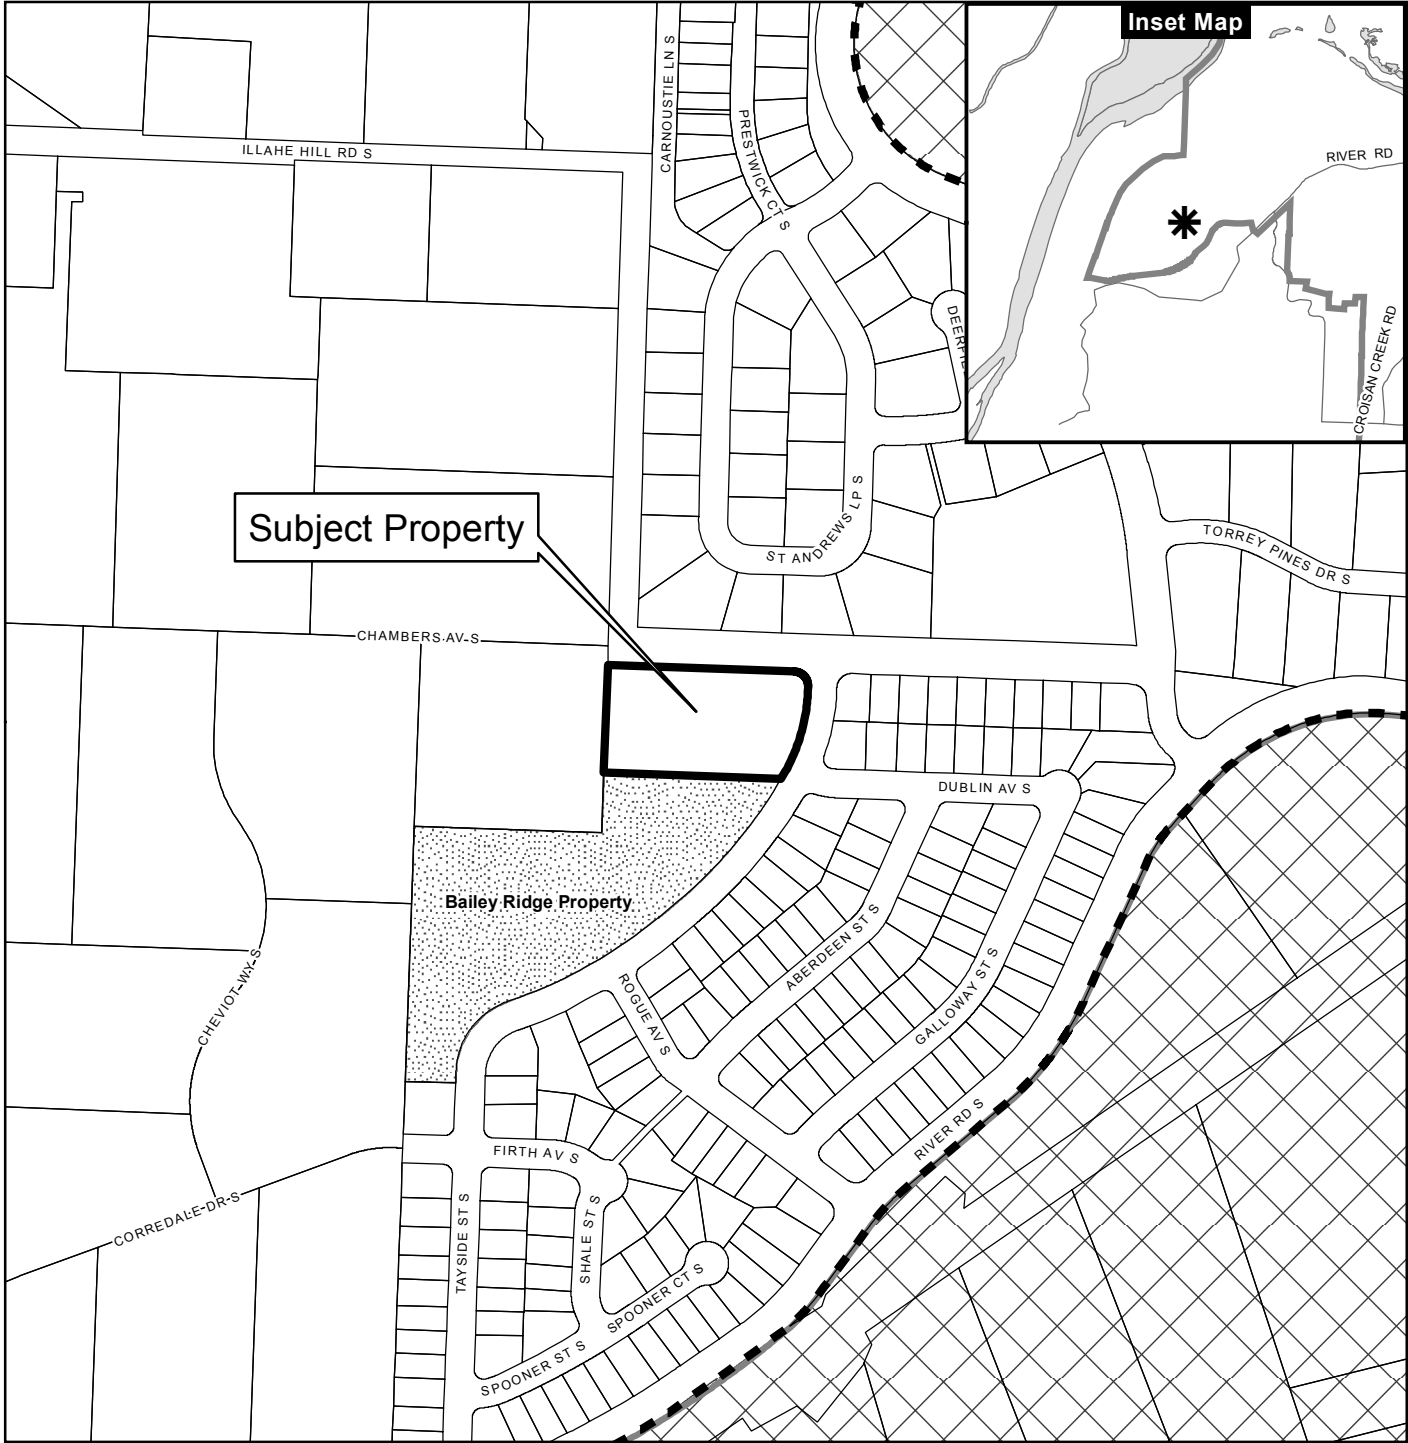 Inset Map
RIVER RD
CROISAN CREEK RD
CARNOUSTIE LN S
PRESTWICK CT S
ILLAHE HILL RD S
ST ANDREWS LP S
TORREY PINES DR S
Subject Property
CHAMBERS AV S
DUBLIN AV S
Bailey Ridge Property
ABERDEEN ST S
CHEVIOT WY S
ROGUE AV S
GALLOWAY ST S
RIVER RD S
FIRTH AV S
CORREDALE DR S
TAYSIDE ST S
SHALE ST S
SPOONER CT S
SPOONER ST S